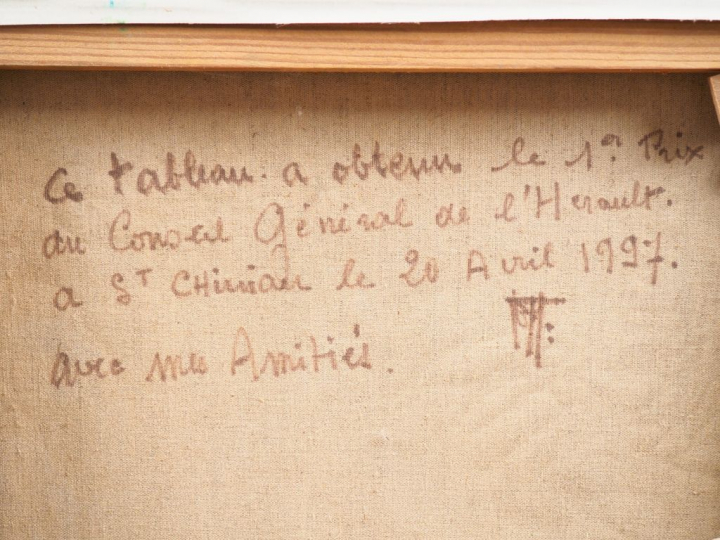 Ce tableau a obtenu le 1er Prix
du Conseil Général de l'Herault.
a ST CHinian le 20 Avril 1997.
avec mes Amitiés.